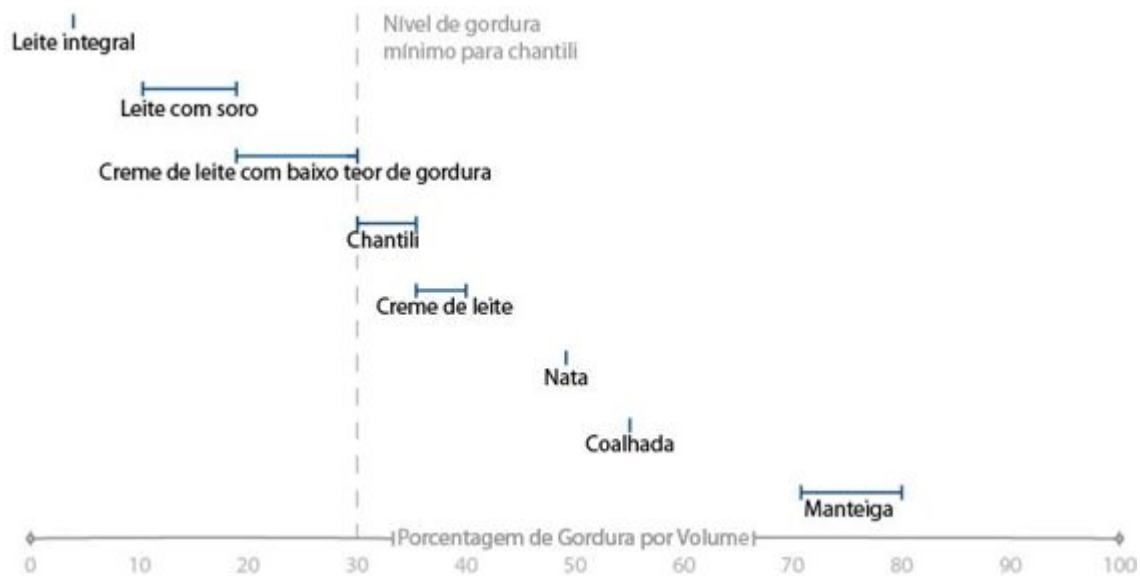 Nível de gordura
mínimo para chantili
Leite integral
Leite com soro
Creme de leite com baixo teor de gordura
Chantili
Creme de leite
Nata
Coalhada
Manteiga
Porcentagem de Gordura por Volume
0 10 20 30 40 50 60 70 80 90 100